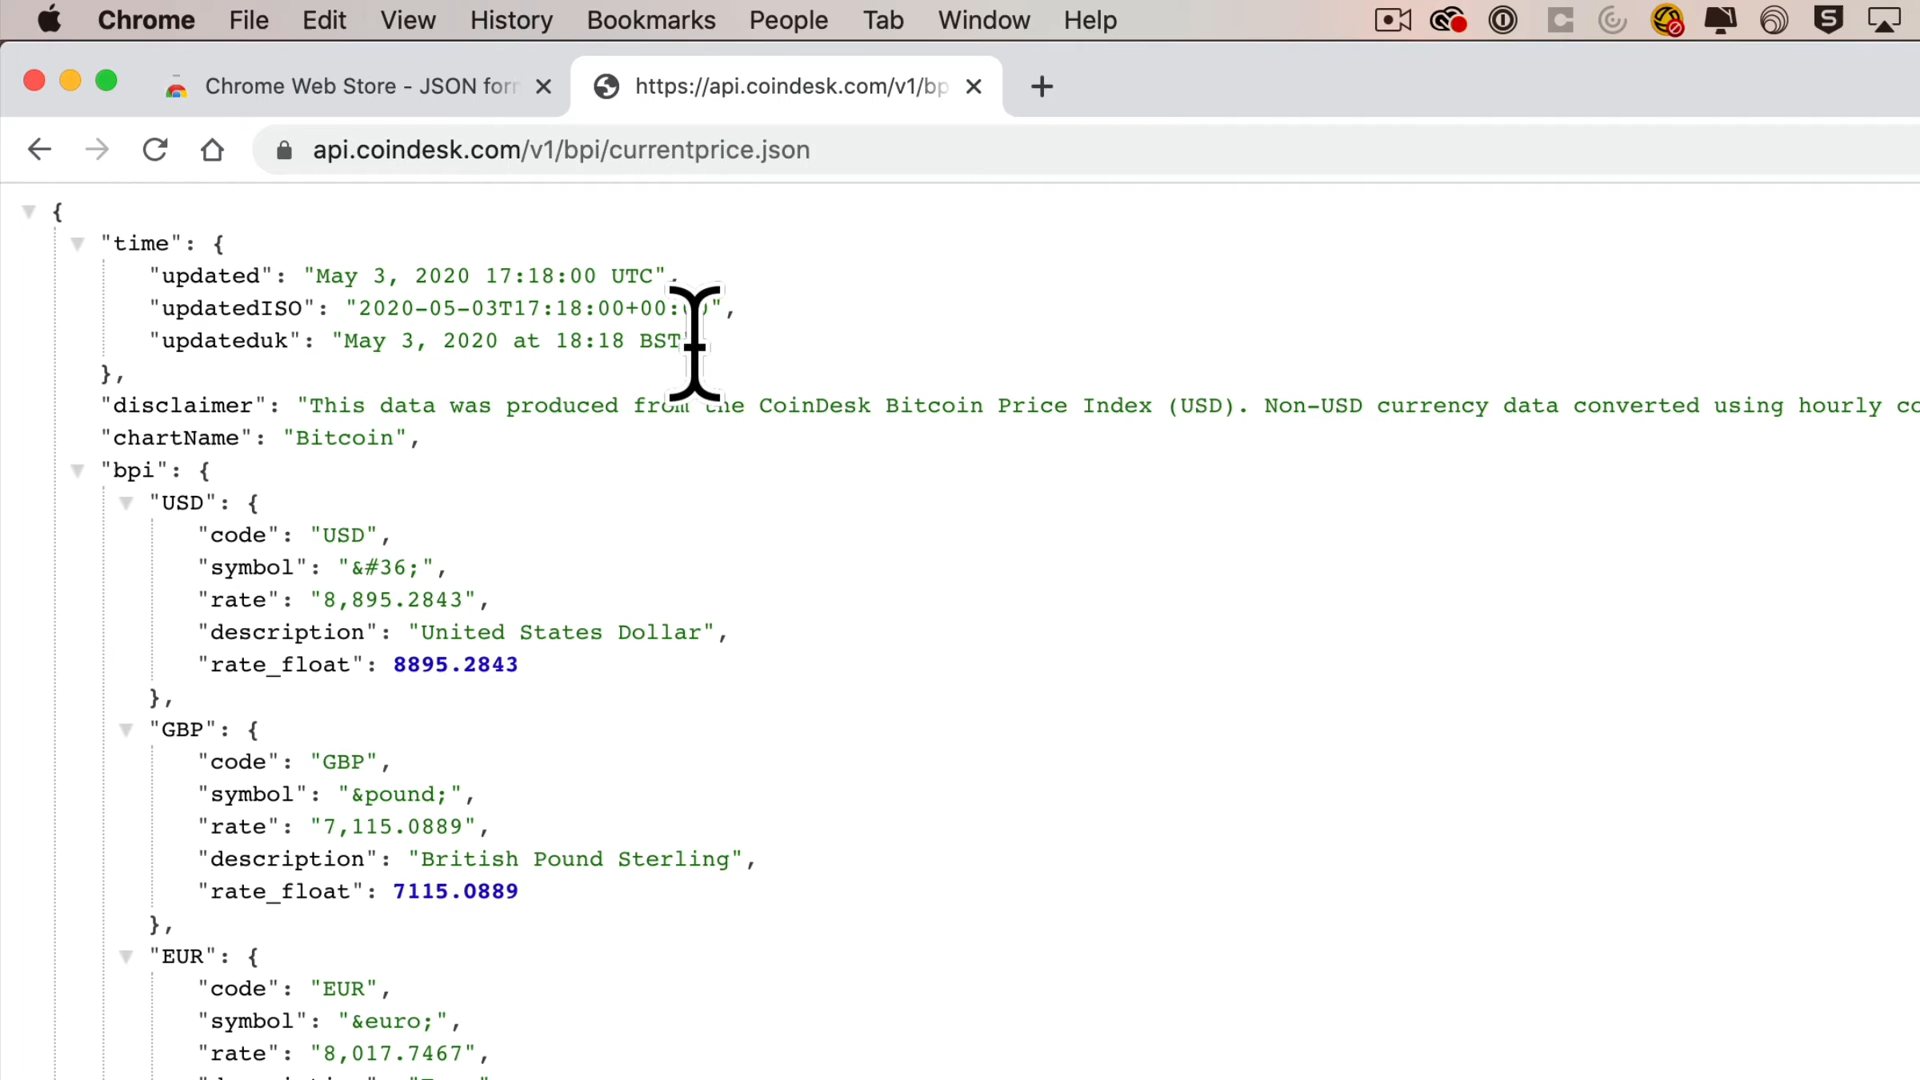 Chrome File Edit View History Bookmarks People Tab Window Help
Chrome Web Store - JSON forn
https://api.coindesk.com/v1/bp
api.coindesk.com/v1/bpi/currentprice.json
{
"time": {
"updated": "May 3, 2020 17:18:00 UTC",
"updatedISO": "2020-05-03T17:18:00+00:00",
"updateduk": "May 3, 2020 at 18:18 BST"
},
"disclaimer": "This data was produced from the CoinDesk Bitcoin Price Index (USD). Non-USD currency data converted using hourly co
"chartName": "Bitcoin",
"bpi": {
"USD": {
"code": "USD",
"symbol": "&#36;",
"rate": "8,895.2843",
"description": "United States Dollar",
"rate_float": 8895.2843
},
"GBP": {
"code": "GBP",
"symbol": "&pound;",
"rate": "7,115.0889",
"description": "British Pound Sterling",
"rate_float": 7115.0889
},
"EUR": {
"code": "EUR",
"symbol": "&euro;",
"rate": "8,017.7467",